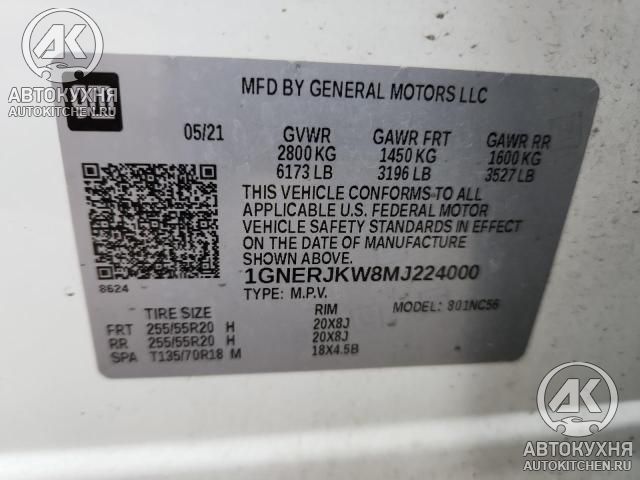 АВТОКУХНЯ
AUTOKITCHEN.RU
GM
MFD BY GENERAL MOTORS LLC
05/21 GVWR GAWR FRT GAWR RR
2800 KG 1450 KG 1600 KG
6173 LB 3196 LB 3527 LB
THIS VEHICLE CONFORMS TO ALL
APPLICABLE U.S. FEDERAL MOTOR
VEHICLE SAFETY STANDARDS IN EFFECT
ON THE DATE OF MANUFACTURE
SHOWN ABOVE.
8624
1GNERJKW8MJ224000
TYPE: M.P.V. MODEL: 301NC56
TIRE SIZE RIM
FRT 255/55R20 H 20X8J
RR 255/55R20 H 20X8J
SPA T135/70R18 M 18X4.5B
АК
АВТОКУХНЯ
AUTOKITCHEN.RU